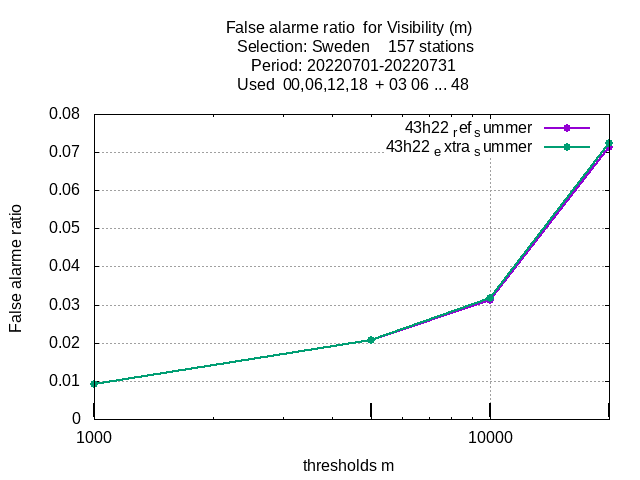 False alarme ratio  for Visibility (m)
Selection: Sweden    157 stations
Period: 20220701-20220731
Used  00,06,12,18  + 03 06 ... 48
0.08
0.07
0.06
0.05
0.04
0.03
0.02
0.01
0
False alarme ratio
43h22 ref summer
43h22 extra summer
1000
10000
thresholds m